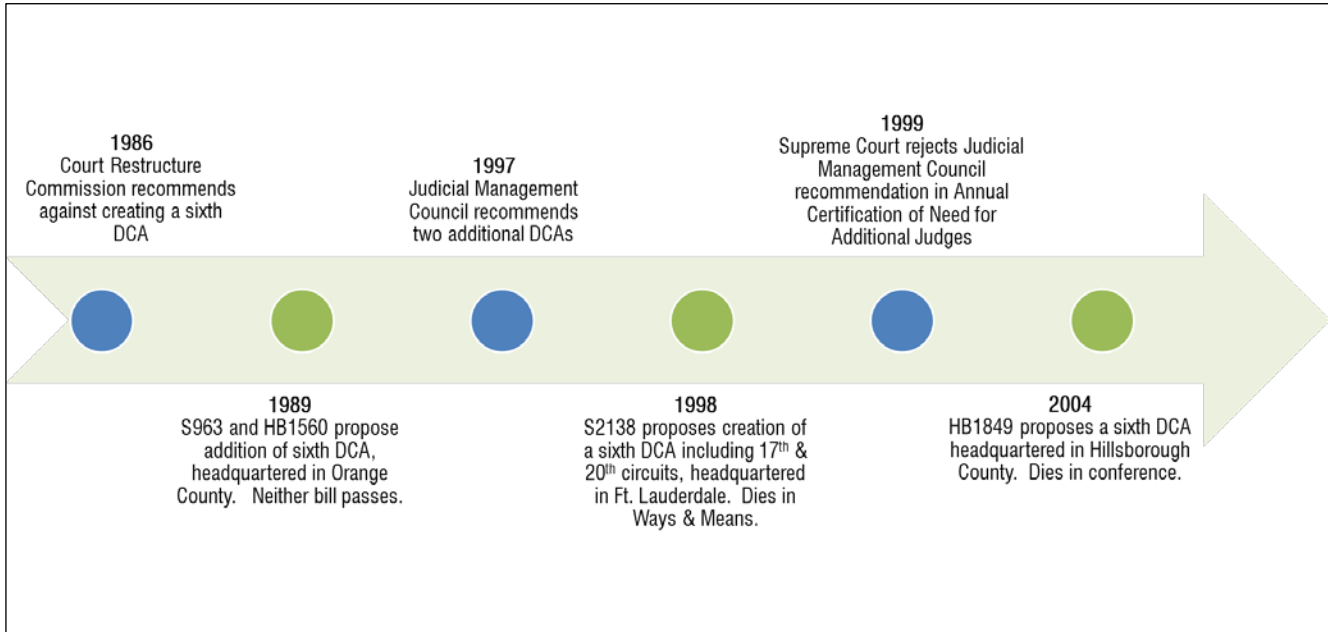 1986
Court Restructure
Commission recommends
against creating a sixth
DCA
1989
S963 and HB1560 propose
addition of sixth DCA,
headquartered in Orange
County.   Neither bill passes.
1997
Judicial Management
Council recommends
two additional DCAs
1998
S2138 proposes creation of
a sixth DCA including 17th &
20th circuits, headquartered
in Ft. Lauderdale.  Dies in
Ways & Means.
1999
Supreme Court rejects Judicial
Management Council
recommendation in Annual
Certification of Need for
Additional Judges
2004
HB1849 proposes a sixth DCA
headquartered in Hillsborough
County.  Dies in conference.